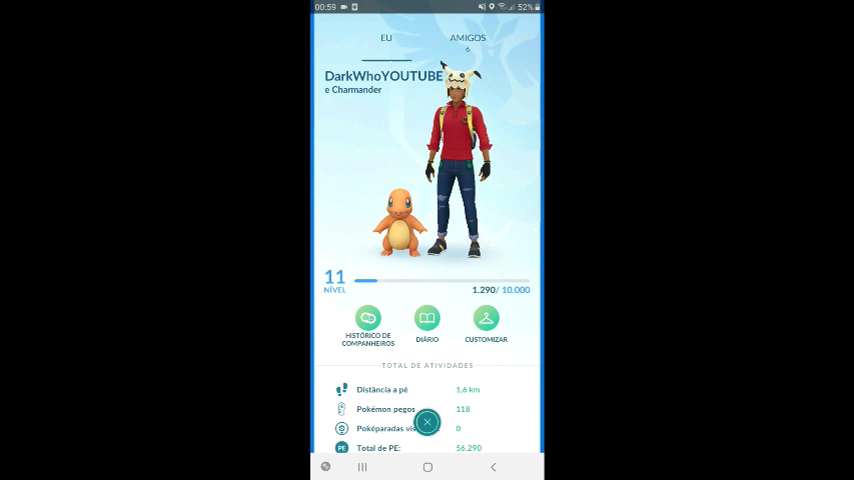 00:59
52%
EU
AMIGOS
6
DarkWhoYOUTUBE
e Charmander
11
NÍVEL
1.290/ 10.000
HISTÓRICO DE
COMPANHEIROS
DIÁRIO
CUSTOMIZAR
TOTAL DE ATIVIDADES
Distância a pé 1,6 km
Pokémon pegos 118
Poképaradas vis 0
PE Total de PE: 56.290